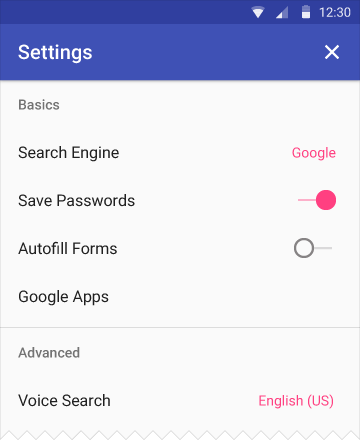 12:30
Settings
Basics
Search Engine Google
Save Passwords
Autofill Forms
Google Apps
Advanced
Voice Search English (US)